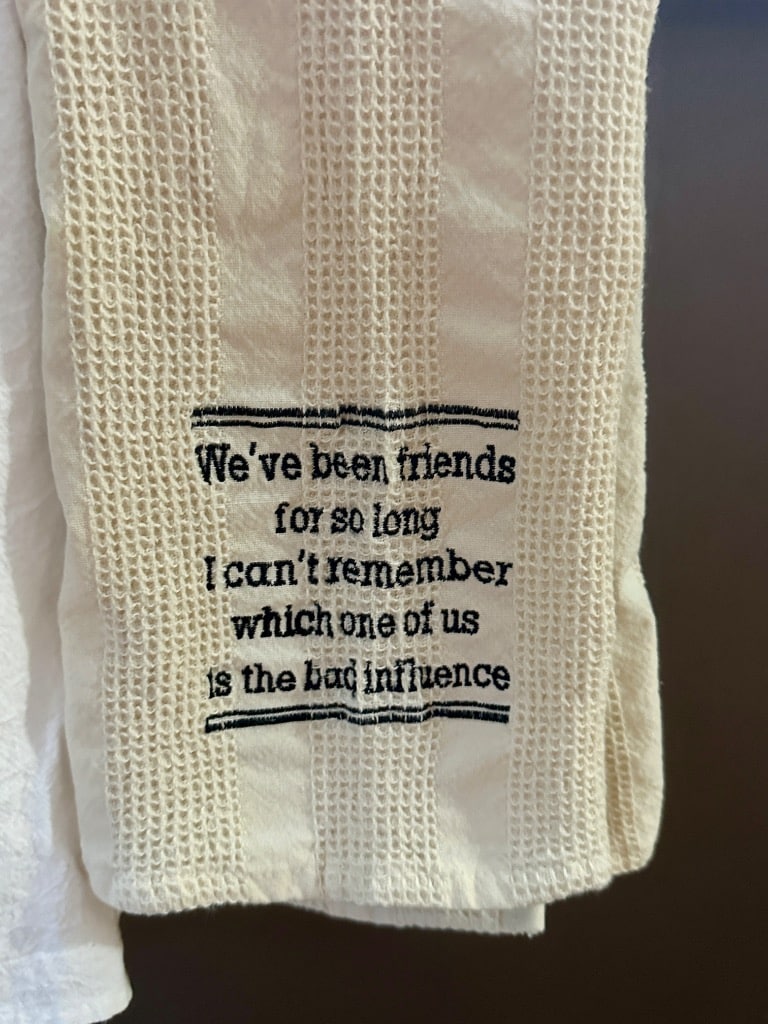 We've been friends
for so long
I can't remember
which one of us
is the bad influence